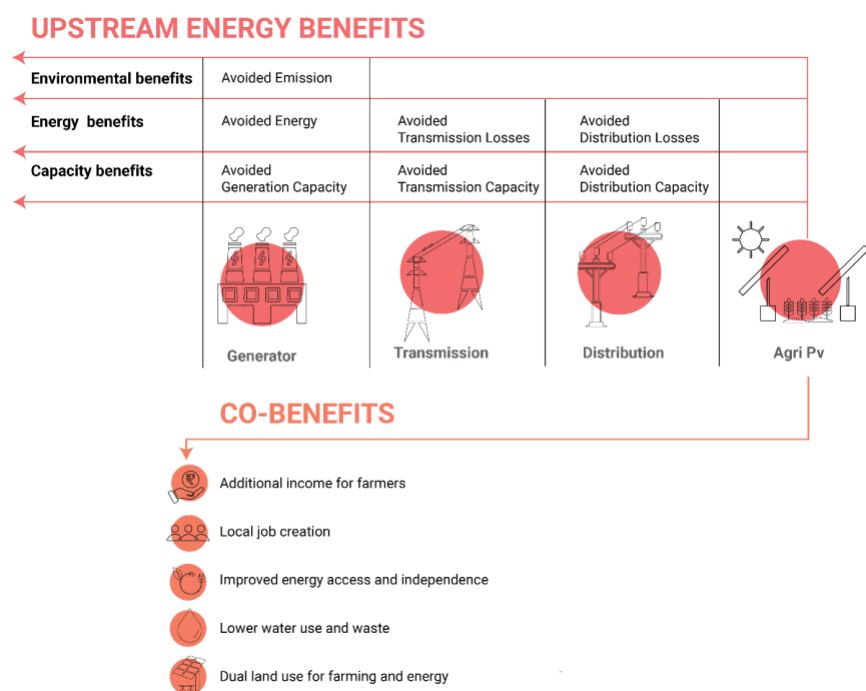 UPSTREAM ENERGY BENEFITS
Environmental benefits
Avoided Emission
Energy benefits
Avoided Energy
Avoided
Transmission Losses
Avoided
Distribution Losses
Capacity benefits
Avoided
Generation Capacity
Avoided
Transmission Capacity
Avoided
Distribution Capacity
Generator
Transmission
Distribution
Agri Pv
CO-BENEFITS
₹
Additional income for farmers
Local job creation
Improved energy access and independence
Lower water use and waste
Dual land use for farming and energy